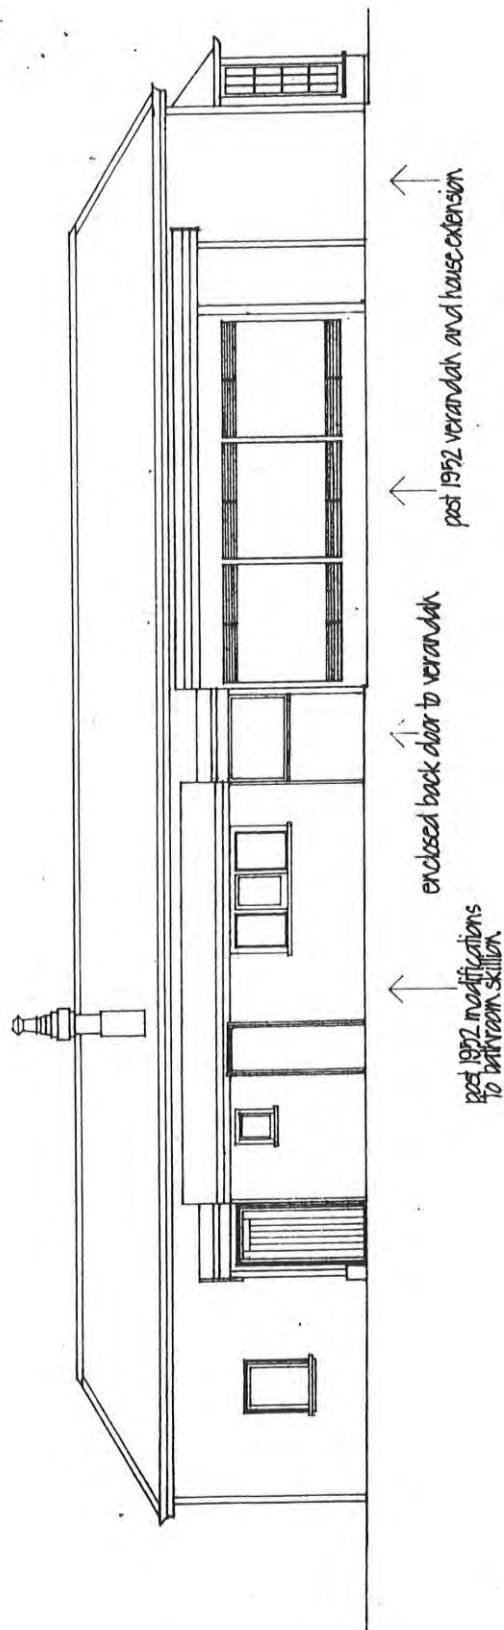 post 1952 modifications
to bathroom skillion
enclosed back door to verandah
post 1952 verandah and house extension